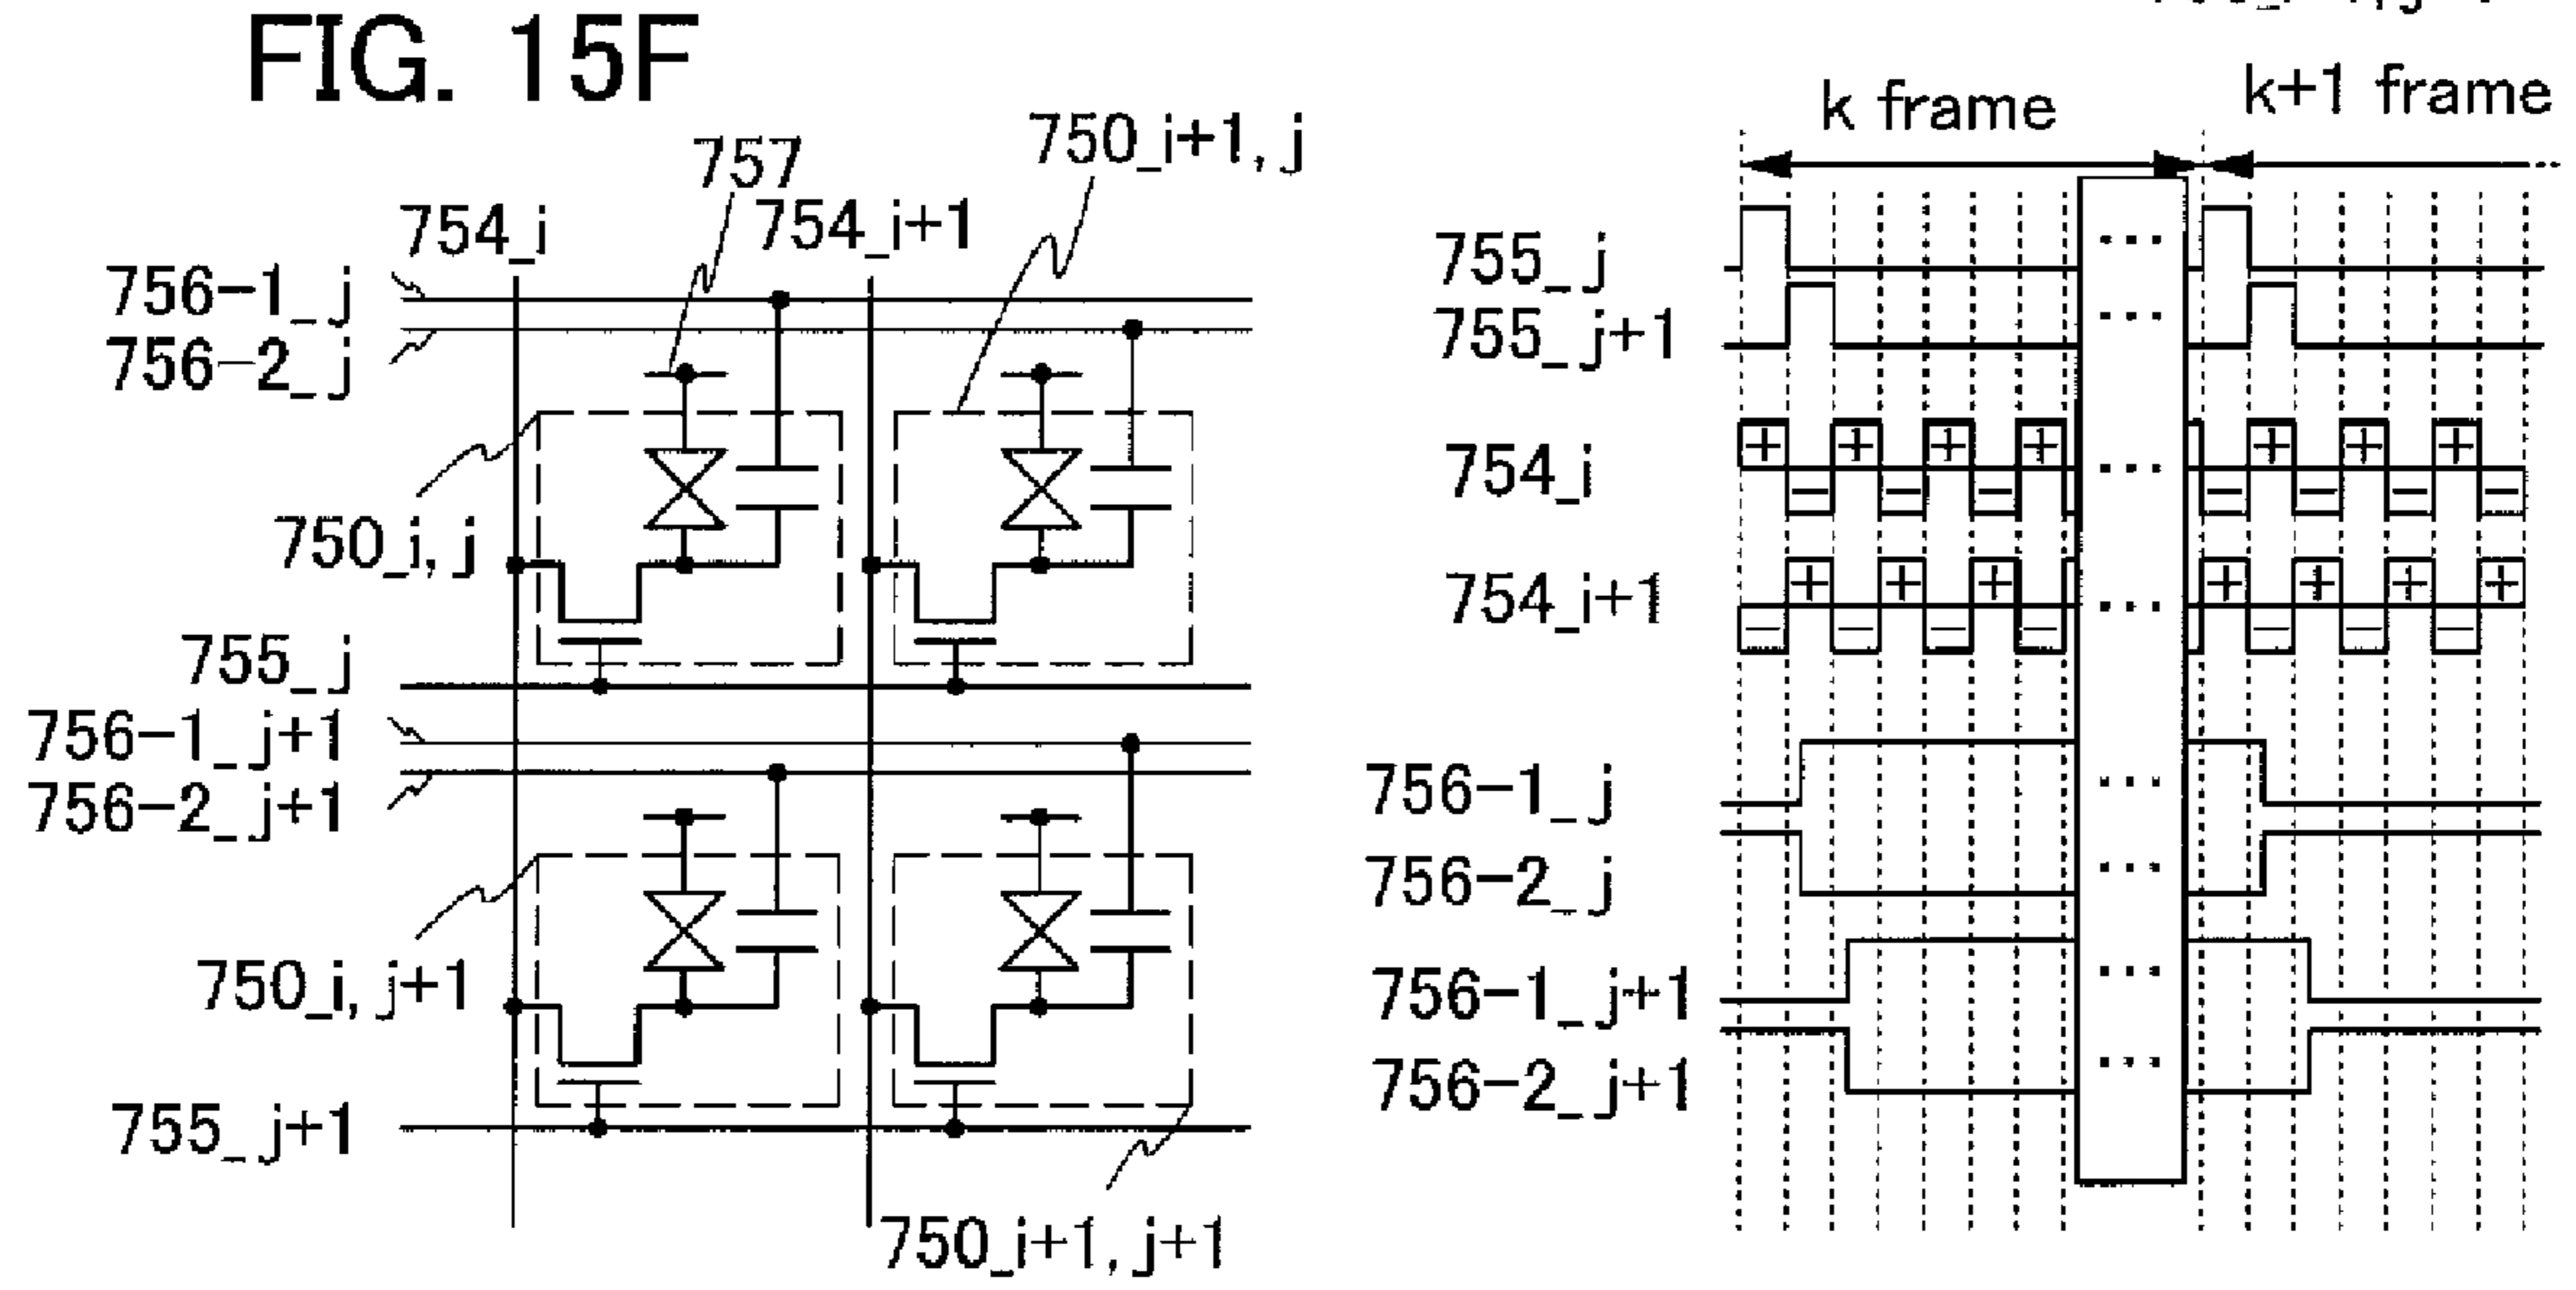 FIG. 15F
757
750_i+1, j
754_i
754_i+1
756-1_j
756-2_j
750_i, j
755_j
756-1_j+1
756-2_j+1
750_i, j+1
755_j+1
750_i+1, j+1
k frame
k+1 frame
755_j
...
755_j+1
...
754_i
+ − + − + − + ... − + − + − + −
754_i+1
− + − + − + − ... + − + − + − +
756-1_j
...
756-2_j
...
756-1_j+1
...
756-2_j+1
...